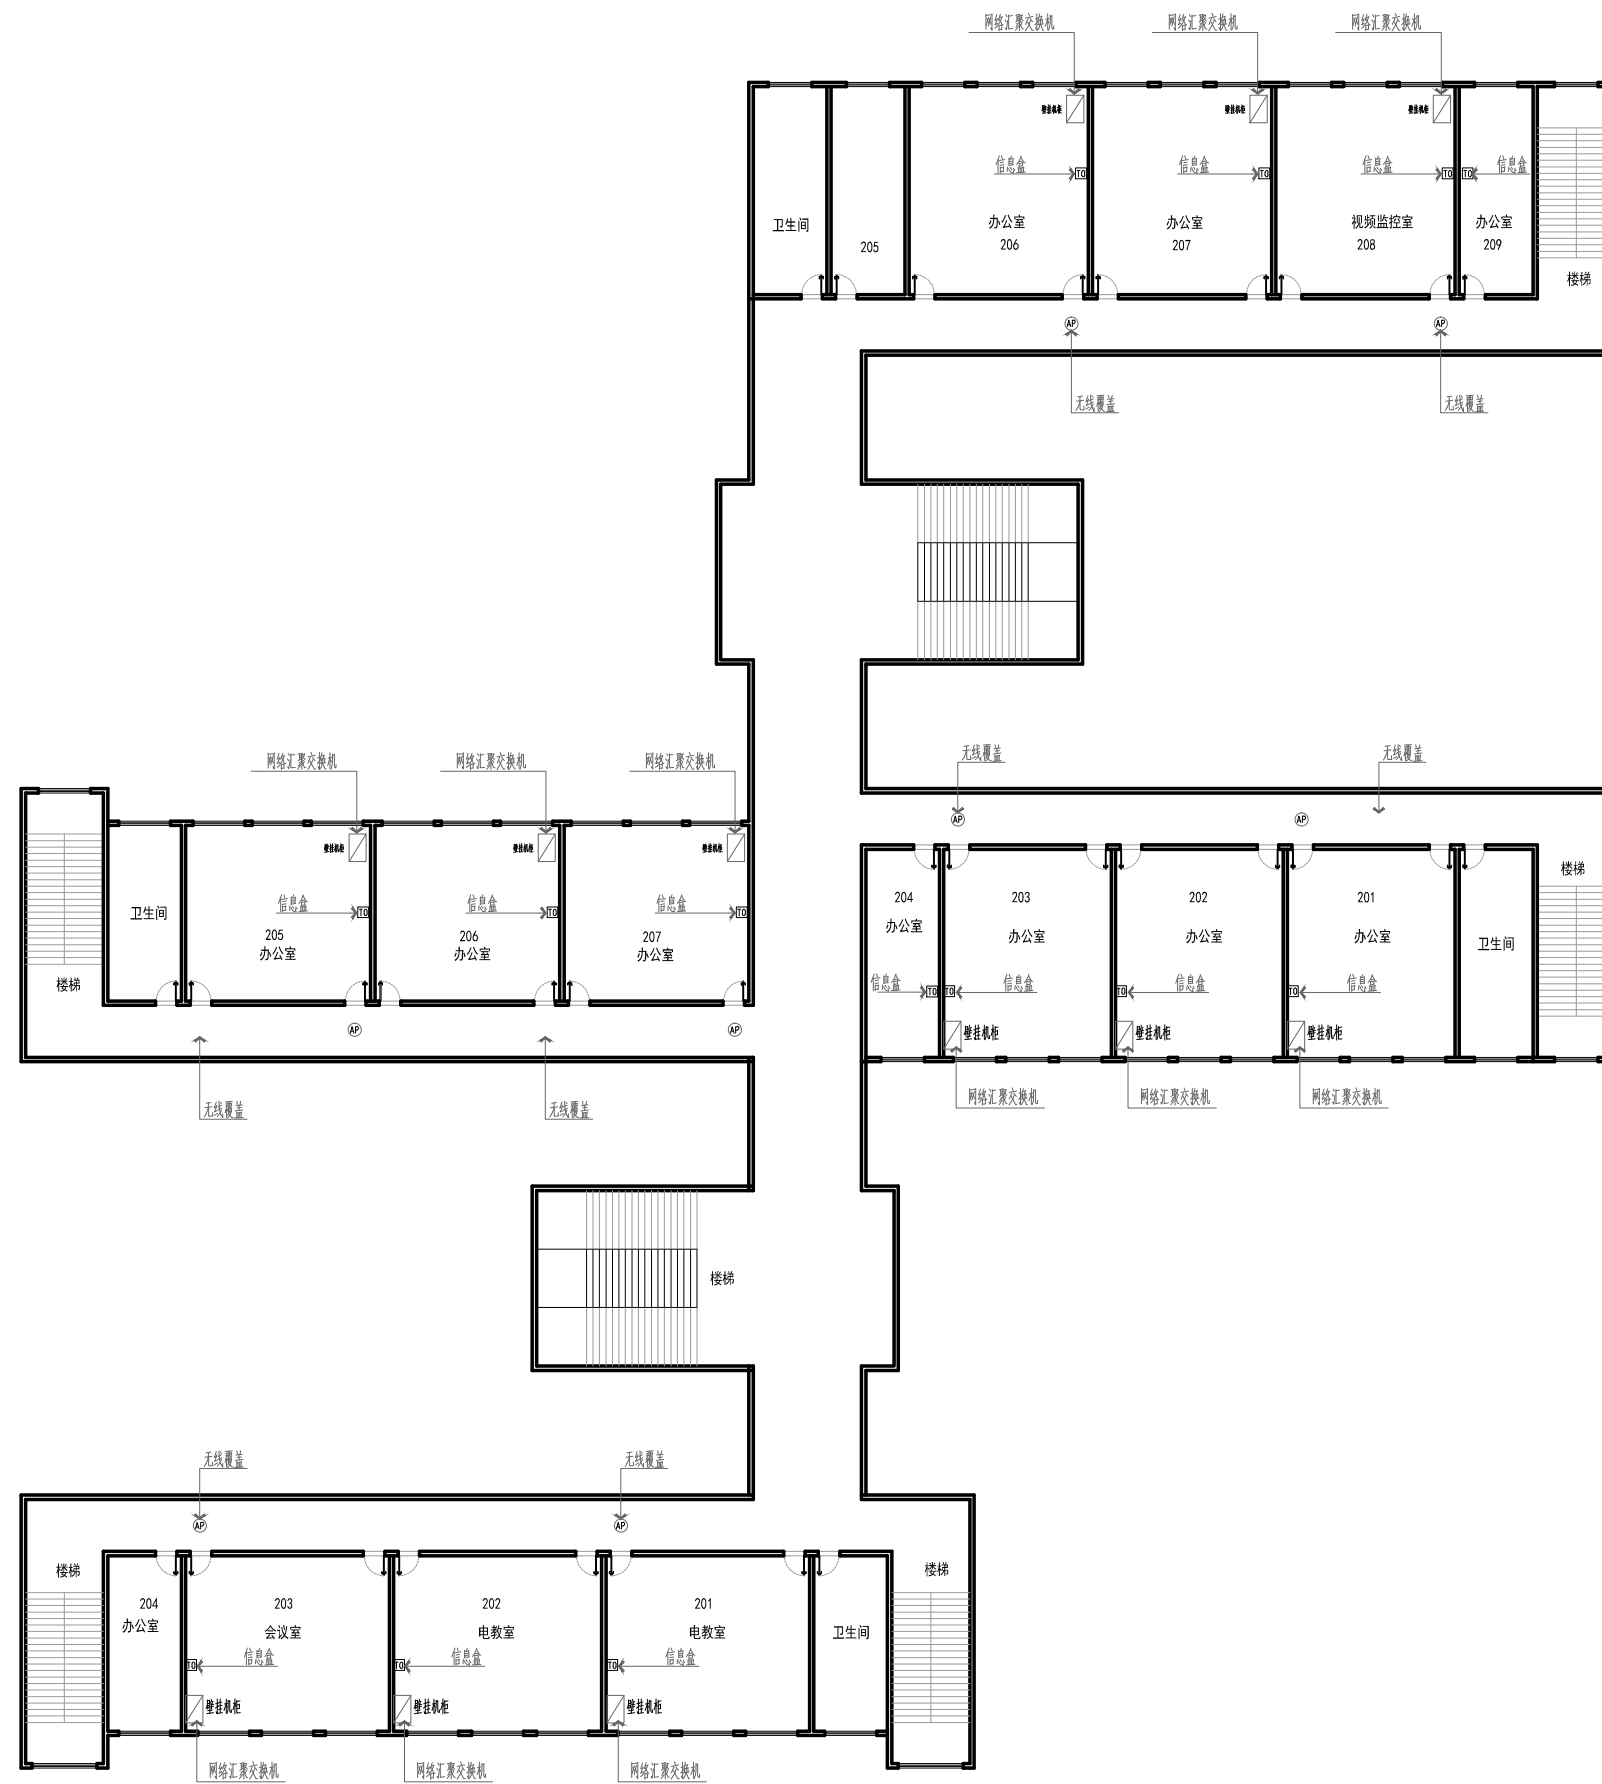 网络汇聚交换机
网络汇聚交换机
网络汇聚交换机
壁挂机柜
壁挂机柜
壁挂机柜
信息盒
TO
信息盒
TO
信息盒
TO
TO
信息盒
卫生间
205
办公室
206
办公室
207
视频监控室
208
办公室
209
楼梯
AP
AP
无线覆盖
无线覆盖
网络汇聚交换机
网络汇聚交换机
网络汇聚交换机
无线覆盖
无线覆盖
AP
AP
壁挂机柜
壁挂机柜
壁挂机柜
信息盒
TO
信息盒
TO
信息盒
TO
卫生间
205
办公室
206
办公室
207
办公室
楼梯
AP
AP
无线覆盖
无线覆盖
204
办公室
203
办公室
202
办公室
201
办公室
卫生间
楼梯
信息盒
TO
TO
信息盒
TO
信息盒
TO
信息盒
壁挂机柜
壁挂机柜
壁挂机柜
网络汇聚交换机
网络汇聚交换机
网络汇聚交换机
楼梯
无线覆盖
无线覆盖
AP
AP
楼梯
204
办公室
203
会议室
202
电教室
201
电教室
卫生间
楼梯
TO
信息盒
TO
信息盒
TO
信息盒
壁挂机柜
壁挂机柜
壁挂机柜
网络汇聚交换机
网络汇聚交换机
网络汇聚交换机